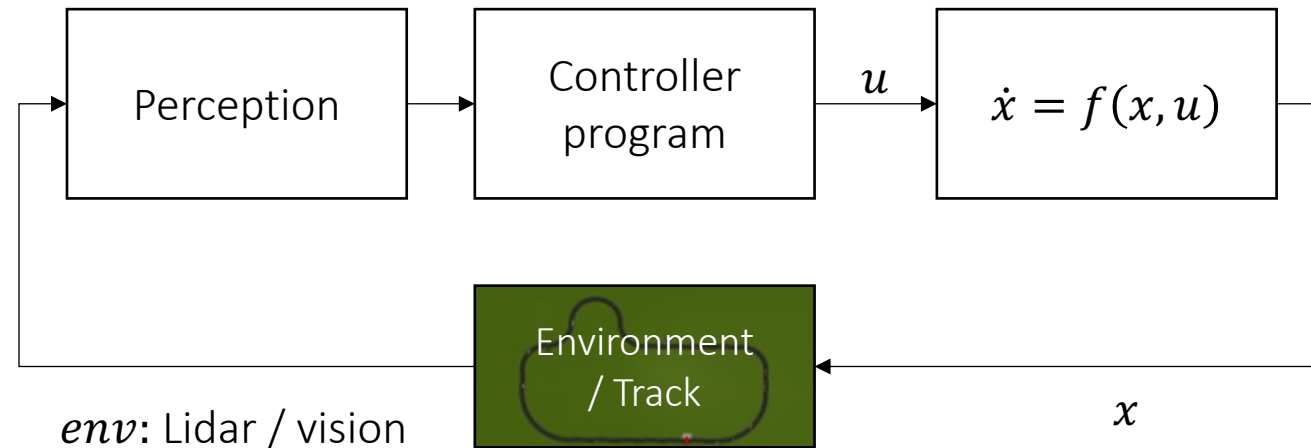 Perception
Controller
program
u
ẋ = f(x, u)
Environment
/ Track
env: Lidar / vision
x